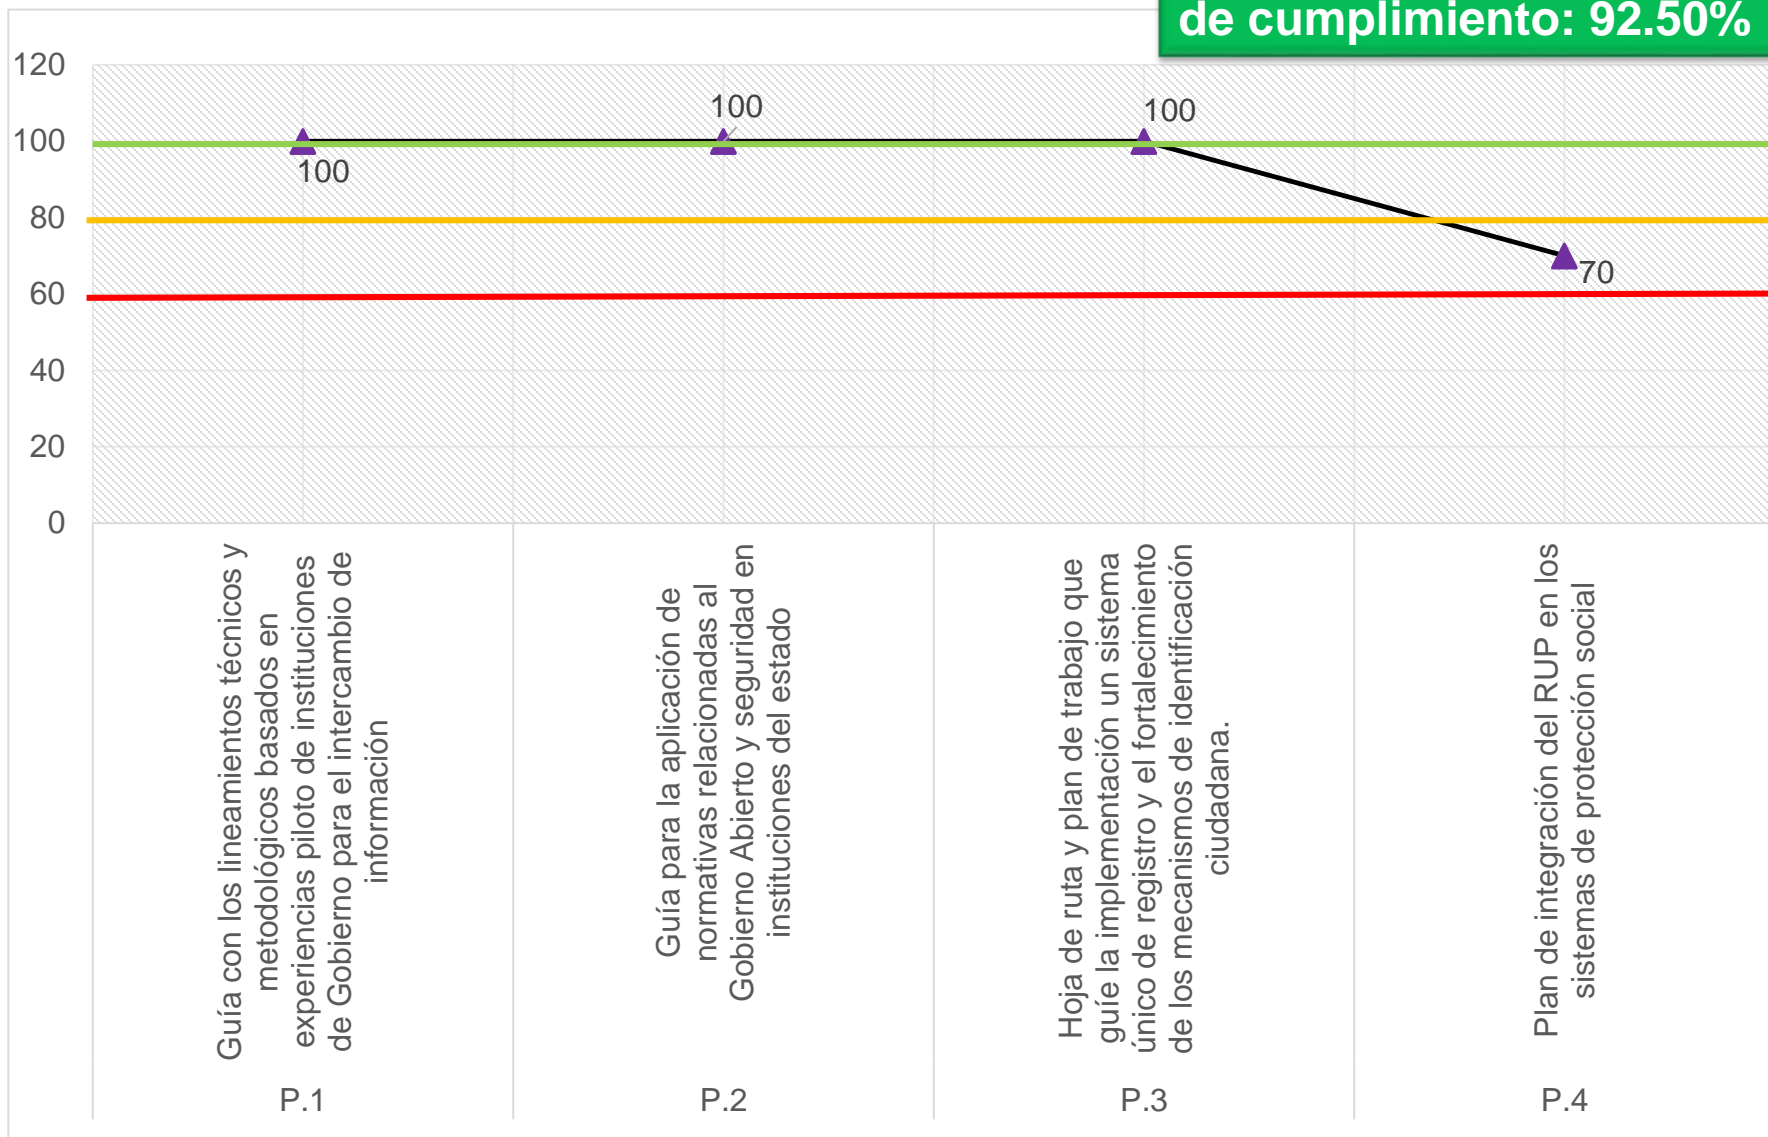 de cumplimiento: 92.50%
120
100
80
60
40
20
0
100
100
100
70
Guía con los lineamientos técnicos y
metodológicos basados en
experiencias piloto de instituciones
de Gobierno para el intercambio de
información
Guía para la aplicación de
normativas relacionadas al
Gobierno Abierto y seguridad en
instituciones del estado
Hoja de ruta y plan de trabajo que
guíe la implementación un sistema
único de registro y el fortalecimiento
de los mecanismos de identificación
ciudadana.
Plan de integración del RUP en los
sistemas de protección social
P.1
P.2
P.3
P.4